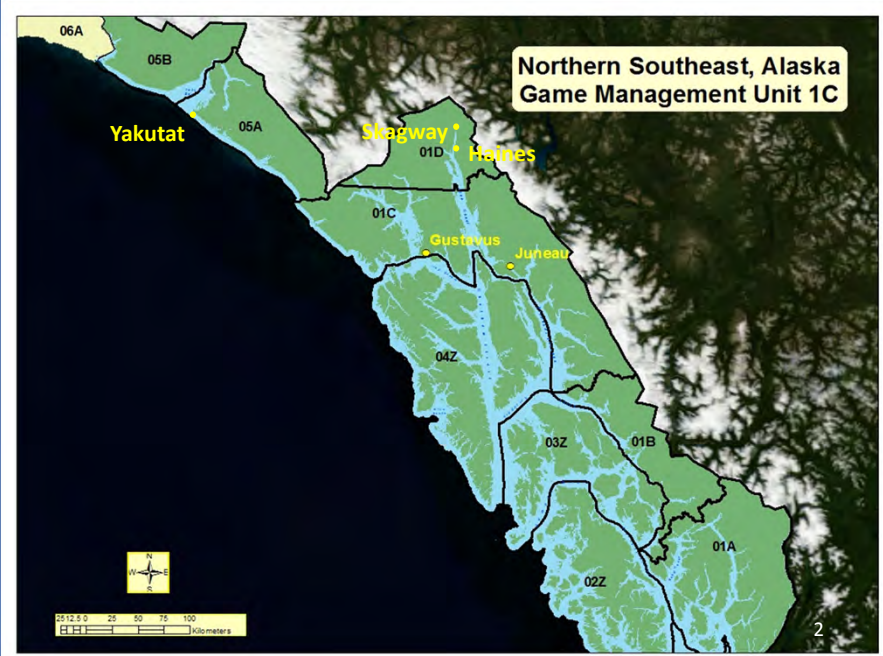 06A
Northern Southeast, Alaska
Game Management Unit 1C
05B
Yakutat
05A
Skagway
01D
Haines
01C
Gustavus
Juneau
04Z
03Z
01B
01A
02Z
N
W E
S
25 12.5 0 25 50 75 100
Kilometers
2